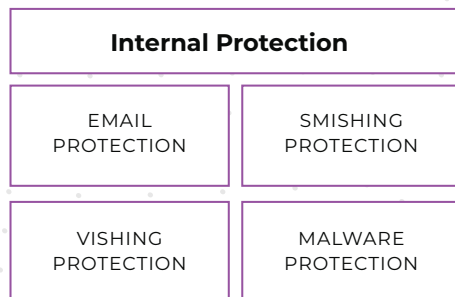 Internal Protection
EMAIL
PROTECTION
SMISHING
PROTECTION
VISHING
PROTECTION
MALWARE
PROTECTION